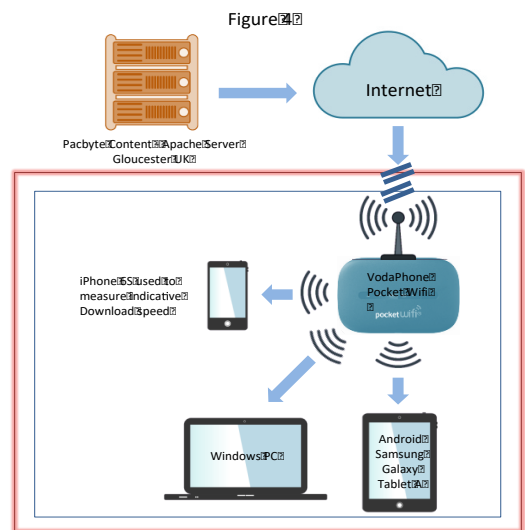 Figure 4
Internet
Pacbyte Content Apache Server
Gloucester UK
VodaPhone
Pocket Wifi
pocket wifi
iPhone 6S used to
measure Indicative
Download speed
Windows PC
Android
Samsung
Galaxy
Tablet A